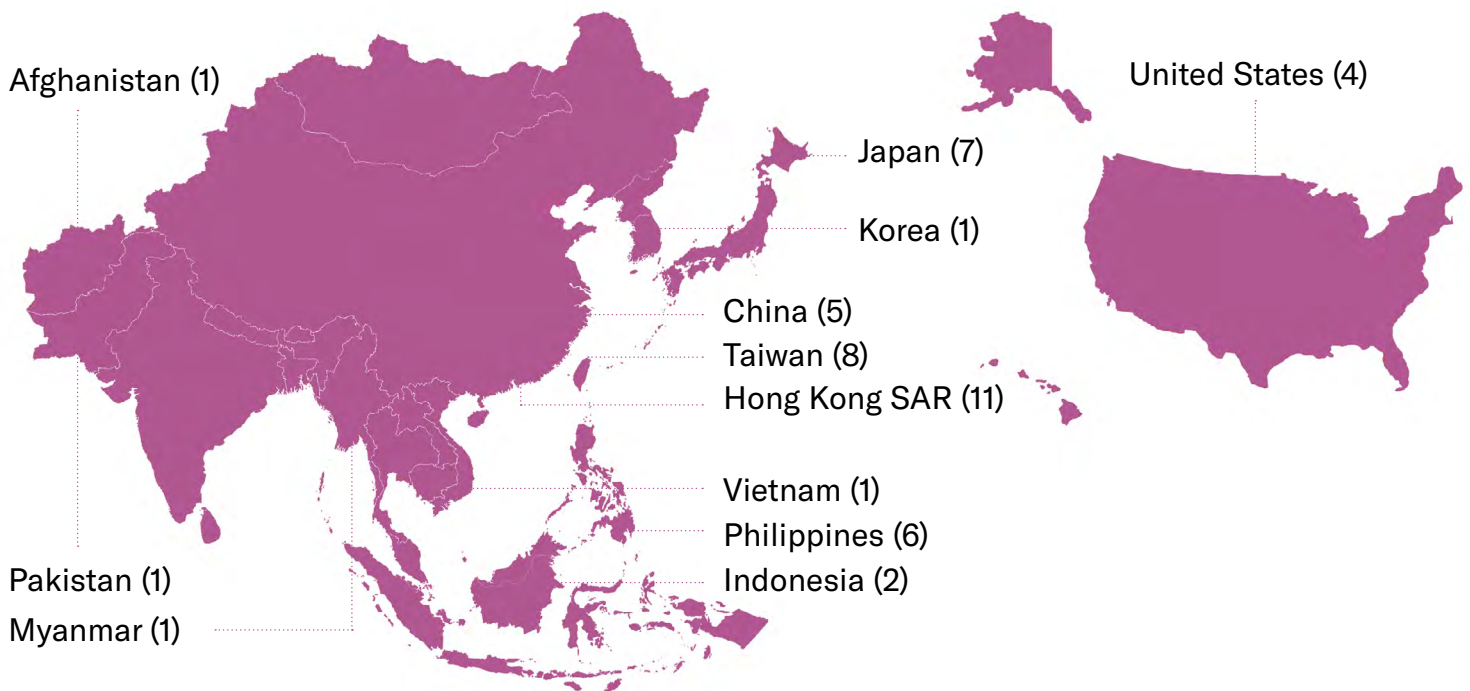 Afghanistan (1)
United States (4)
Japan (7)
Korea (1)
China (5)
Taiwan (8)
Hong Kong SAR (11)
Vietnam (1)
Philippines (6)
Indonesia (2)
Pakistan (1)
Myanmar (1)